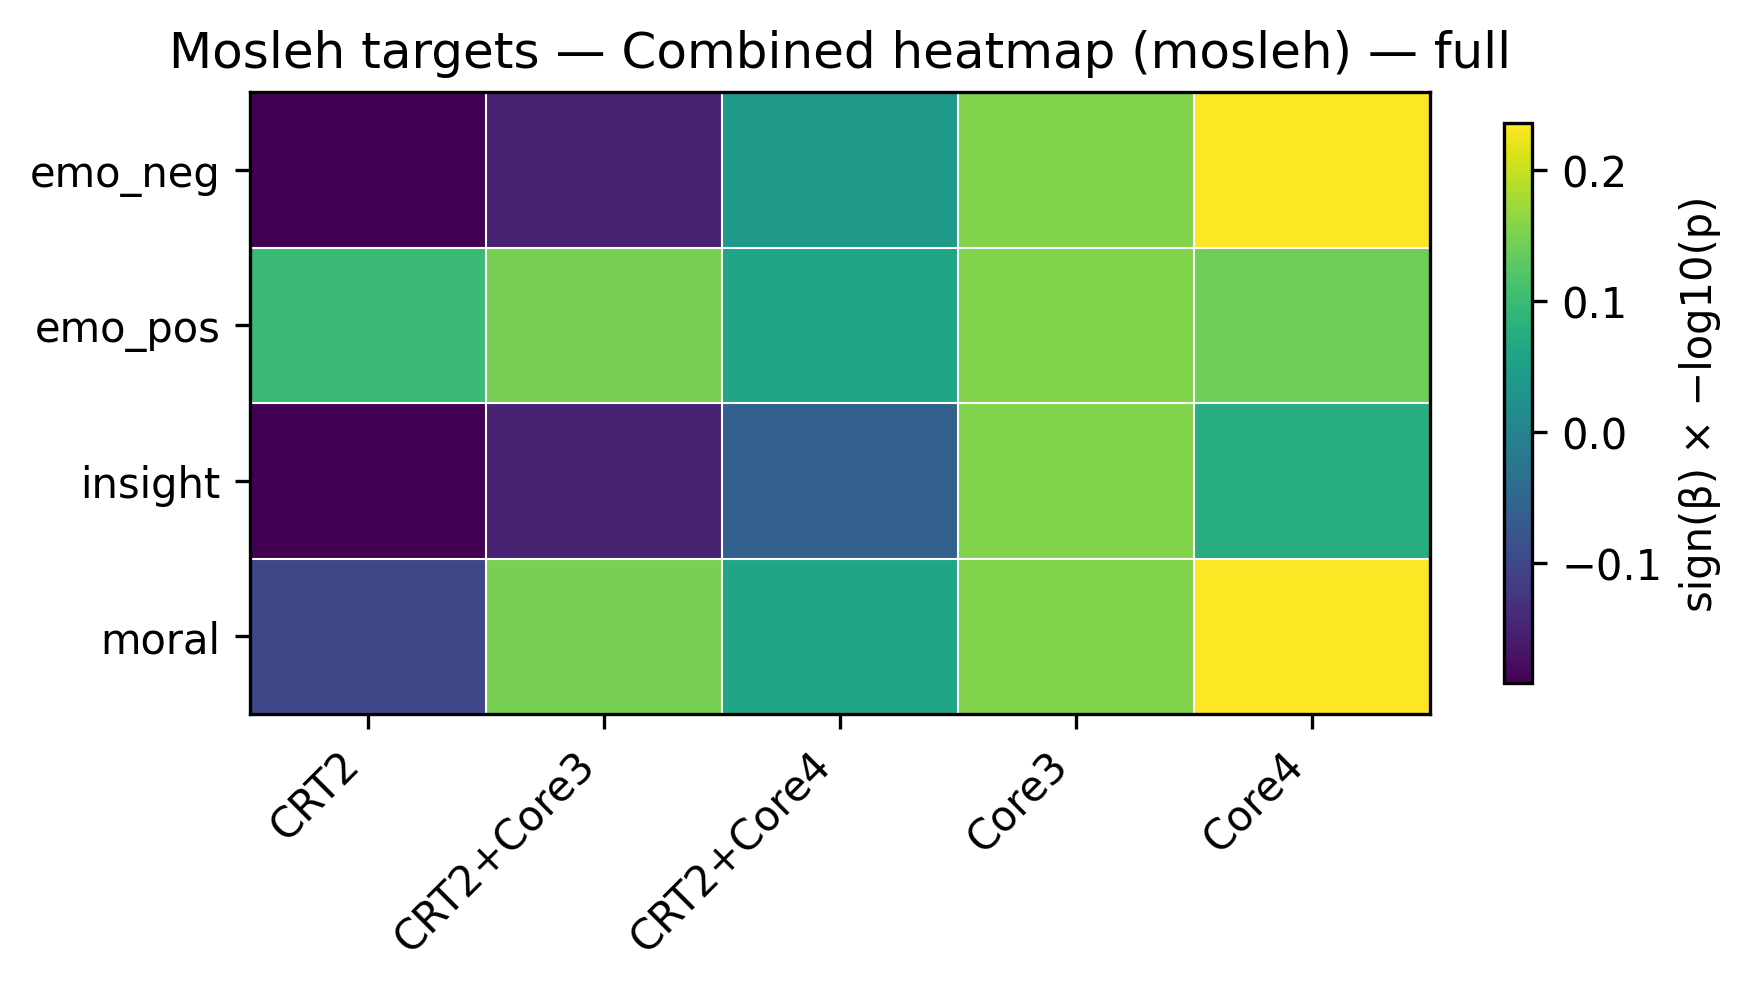 Mosleh targets — Combined heatmap (mosleh) — full
emo_neg
emo_pos
insight
moral
CRT2
CRT2+Core3
CRT2+Core4
Core3
Core4
0.2
0.1
0.0
−0.1
sign(β) × −log10(p)